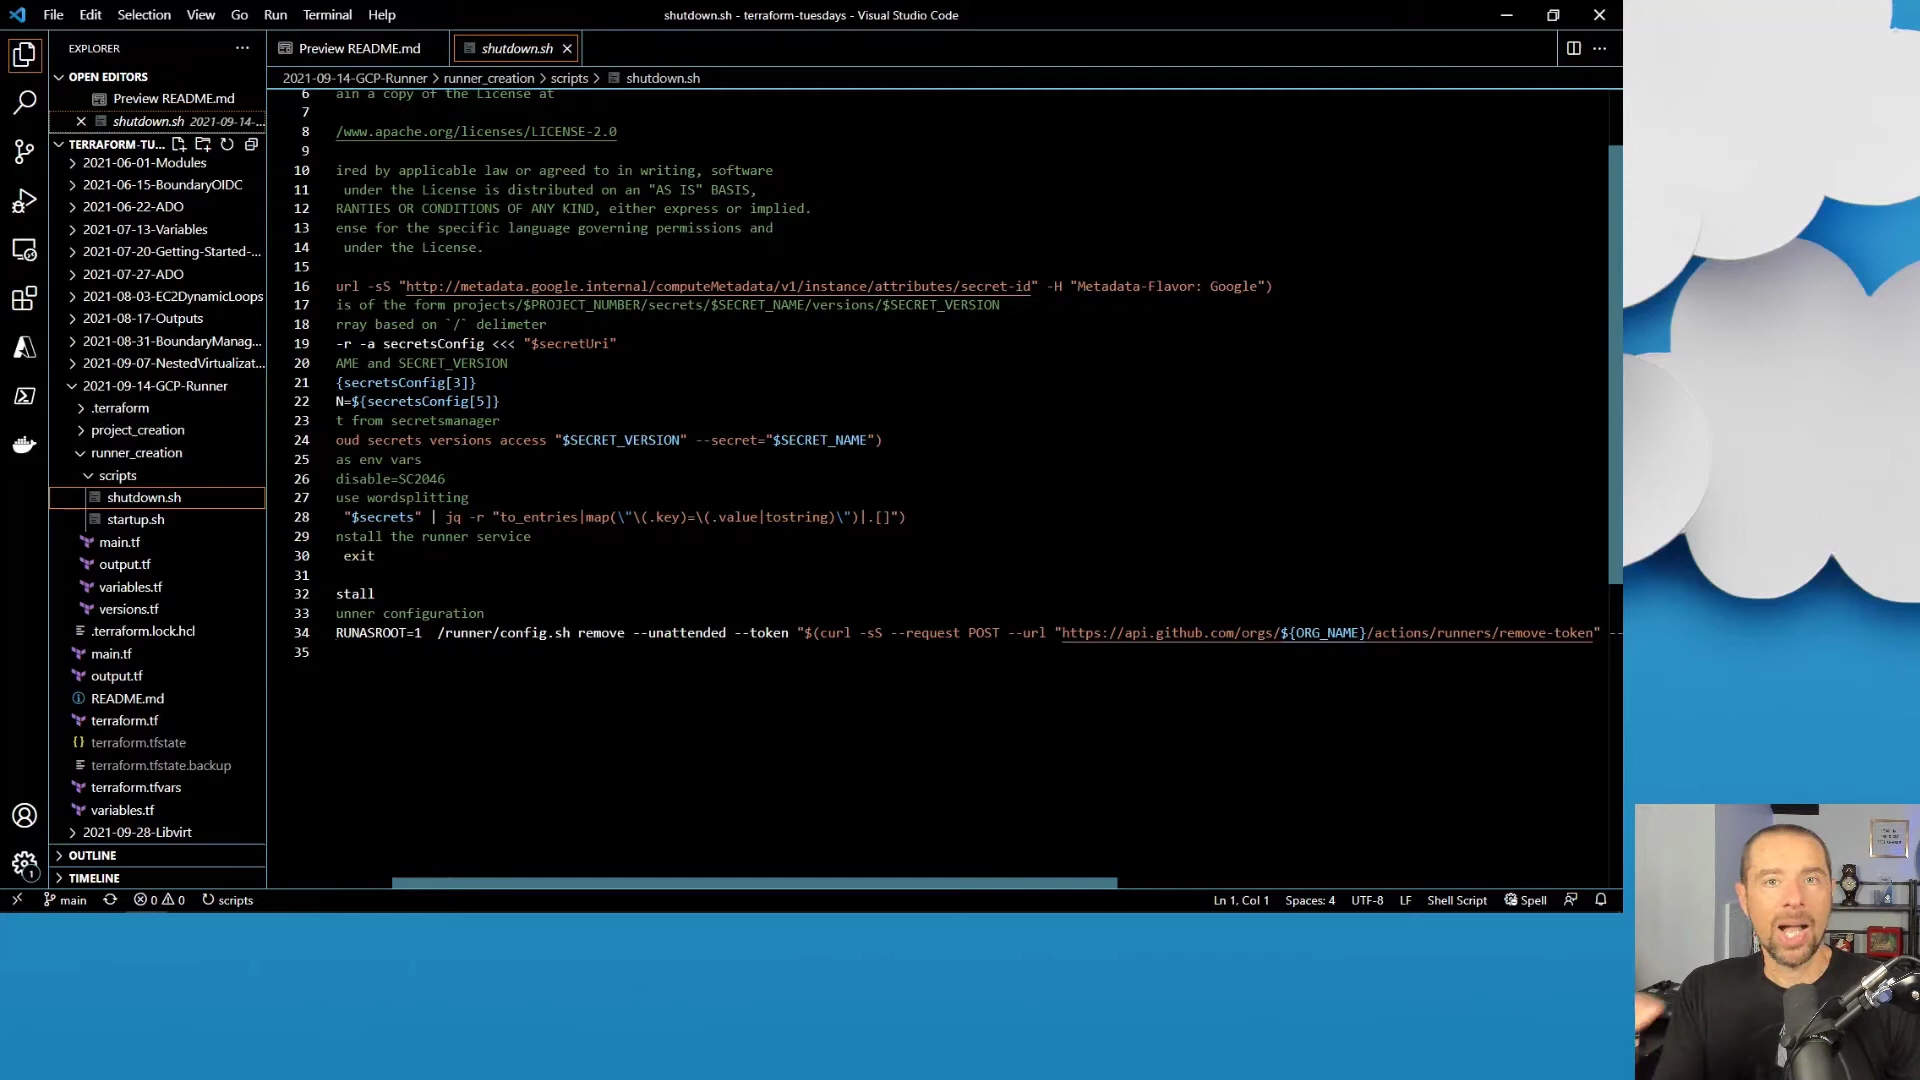 File Edit Selection View Go Run Terminal Help
shutdown.sh - terraform-tuesdays - Visual Studio Code
EXPLORER
Preview README.md
shutdown.sh
OPEN EDITORS
Preview README.md
shutdown.sh 2021-09-14-...
TERRAFORM-TU...
2021-06-01-Modules
2021-06-15-BoundaryOIDC
2021-06-22-ADO
2021-07-13-Variables
2021-07-20-Getting-Started-...
2021-07-27-ADO
2021-08-03-EC2DynamicLoops
2021-08-17-Outputs
2021-08-31-BoundaryManag...
2021-09-07-NestedVirtualizat...
2021-09-14-GCP-Runner
.terraform
project_creation
runner_creation
scripts
shutdown.sh
startup.sh
main.tf
output.tf
variables.tf
versions.tf
.terraform.lock.hcl
main.tf
output.tf
README.md
terraform.tf
terraform.tfstate
terraform.tfstate.backup
terraform.tfvars
variables.tf
2021-09-28-Libvirt
OUTLINE
TIMELINE
2021-09-14-GCP-Runner > runner_creation > scripts > shutdown.sh
6 ain a copy of the License at
7
8 /www.apache.org/licenses/LICENSE-2.0
9
10 ired by applicable law or agreed to in writing, software
11 under the License is distributed on an "AS IS" BASIS,
12 RANTIES OR CONDITIONS OF ANY KIND, either express or implied.
13 ense for the specific language governing permissions and
14 under the License.
15
16 url -sS "http://metadata.google.internal/computeMetadata/v1/instance/attributes/secret-id" -H "Metadata-Flavor: Google")
17 is of the form projects/$PROJECT_NUMBER/secrets/$SECRET_NAME/versions/$SECRET_VERSION
18 rray based on `/` delimeter
19 -r -a secretsConfig <<< "$secretUri"
20 AME and SECRET_VERSION
21 {secretsConfig[3]}
22 N=${secretsConfig[5]}
23 t from secretsmanager
24 oud secrets versions access "$SECRET_VERSION" --secret="$SECRET_NAME")
25 as env vars
26 disable=SC2046
27 use wordsplitting
28 "$secrets" | jq -r "to_entries|map(\"\(.key)=\(.value|tostring)\")|.[]")
29 nstall the runner service
30 exit
31
32 stall
33 unner configuration
34 RUNASROOT=1 /runner/config.sh remove --unattended --token "$(curl -sS --request POST --url "https://api.github.com/orgs/${ORG_NAME}/actions/runners/remove-token" --
35
1
main
0 0
scripts
Ln 1, Col 1 Spaces: 4 UTF-8 LF Shell Script Spell